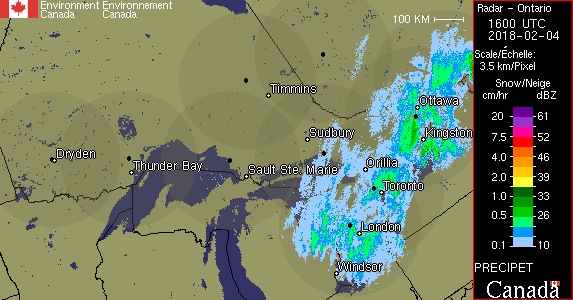 Environment Environnement
Canada Canada
100 KM
Timmins
Ottawa
Sudbury
Kingston
Dryden
Thunder Bay
Sault Ste. Marie
Orillia
Toronto
London
Windsor
Radar - Ontario
1600 UTC
2018-02-04
Scale/Échelle:
3.5 km/Pixel
Snow/Neige
cm/hr dBZ
20 61
7.5 57
5.5 52
4.0 46
2.0 39
1.0 33
0.5 26
0.1 10
PRECIPET
Canada